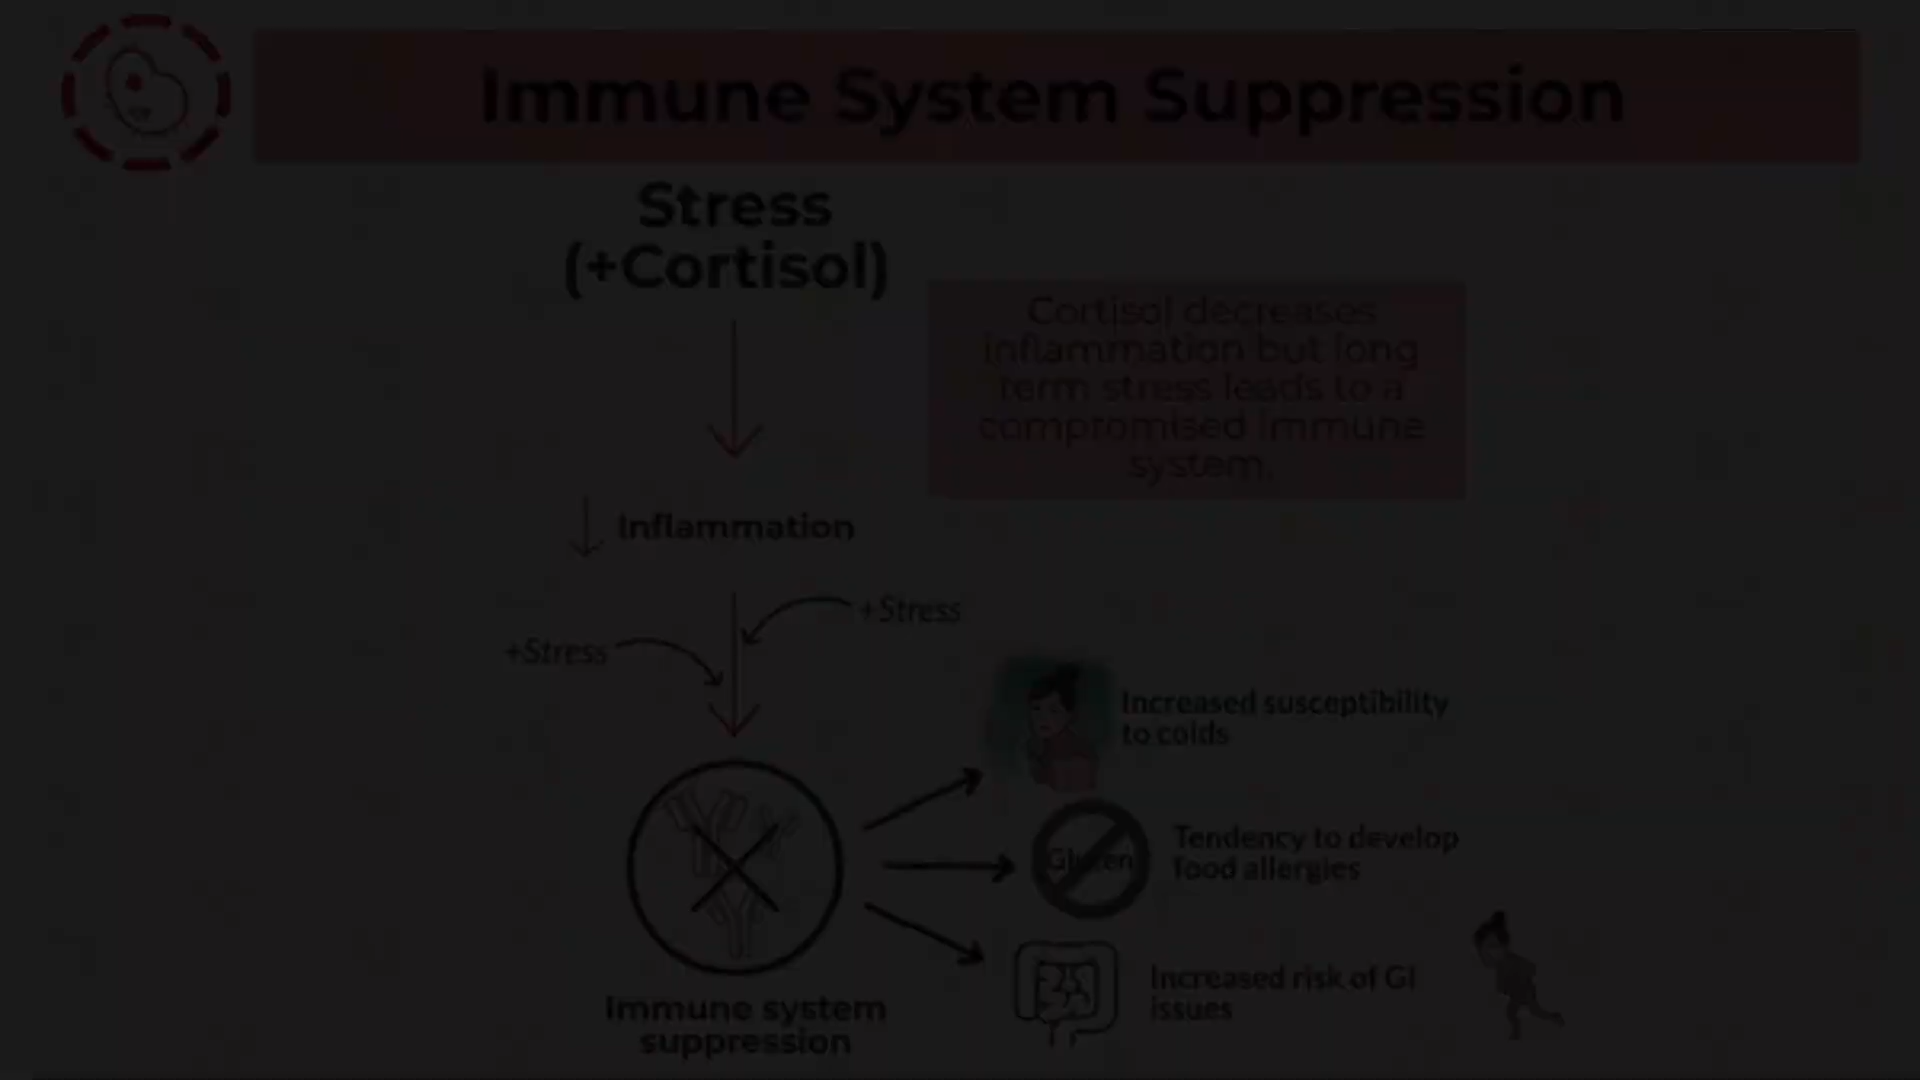 Immune System Suppression
Stress
(+Cortisol)
Cortisol decreases
inflammation but long
term stress leads to a
compromised immune
system.
Inflammation
+Stress
+Stress
Increased susceptibility
to colds
Gluten
Tendency to develop
food allergies
Increased risk of GI
issues
Immune system
suppression